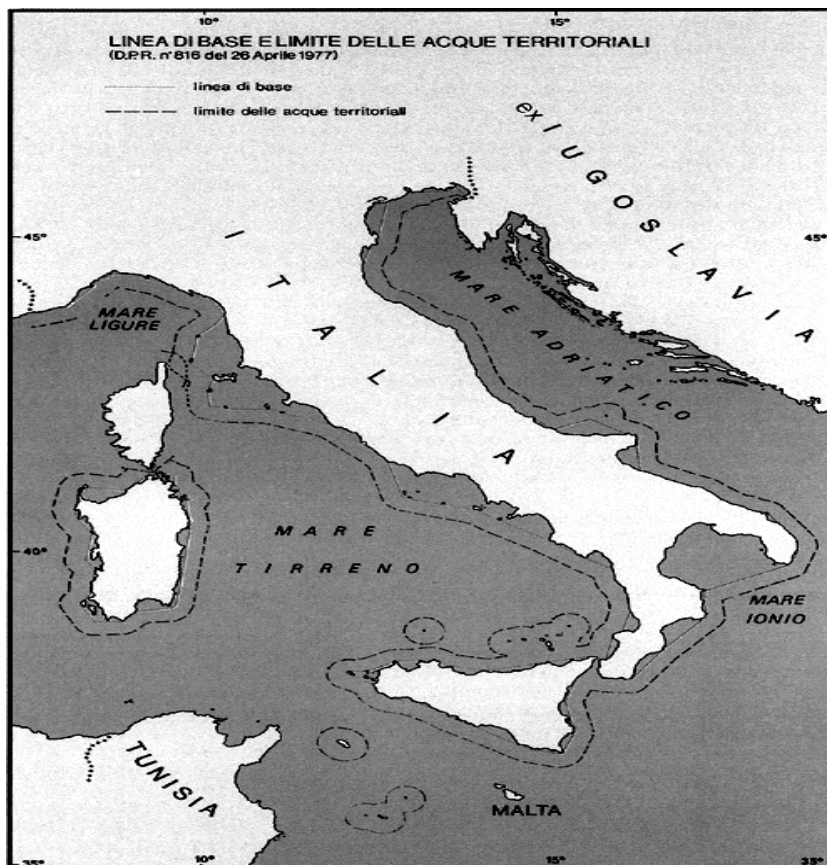 10°
15°
LINEA DI BASE E LIMITE DELLE ACQUE TERRITORIALI
(D.P.R. n°816 del 26 Aprile 1977)
linea di base
limite delle acque territoriali
ex IUGOSLAVIA
45°
45°
ITALIA
MARE ADRIATICO
MARE
LIGURE
40°
MARE
TIRRENO
MARE
IONIO
TUNISIA
MALTA
35°
10°
15°
35°